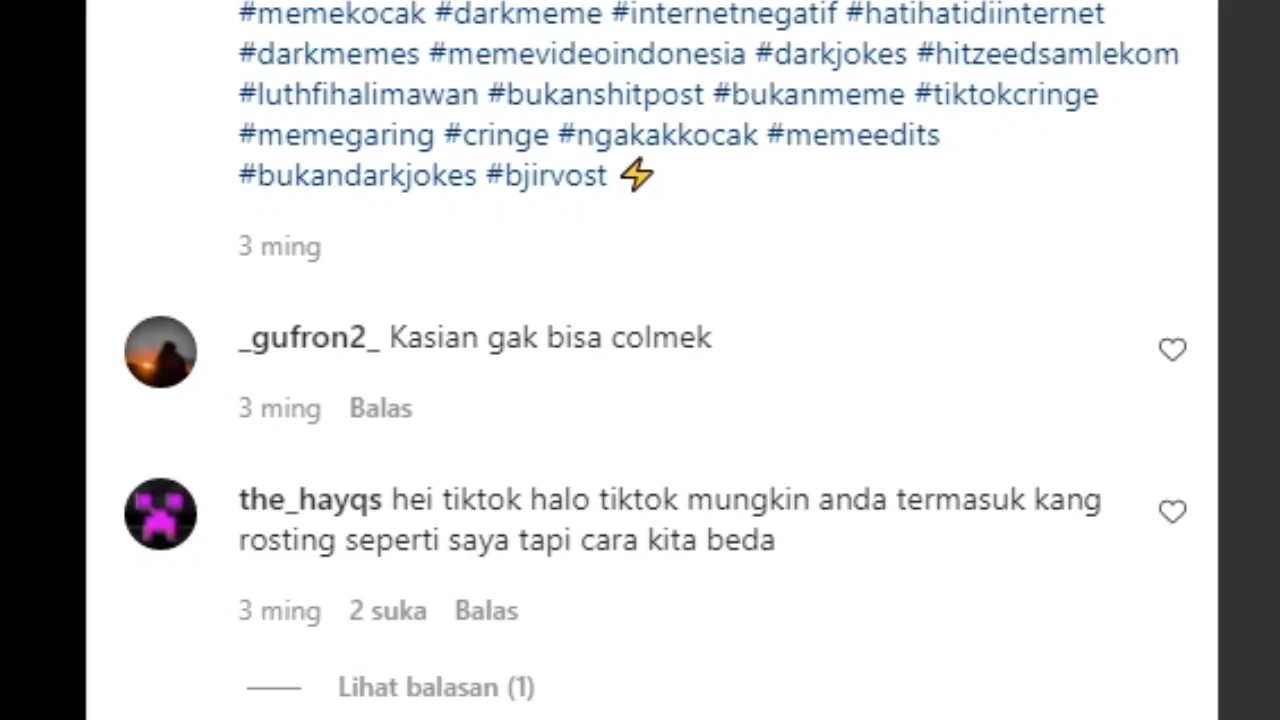 #memekocak #darkmeme #internetnegatif #hatihatidiinternet
#darkmemes #memevideoindonesia #darkjokes #hitzeedsamlekom
#luthfihalimawan #bukanshitpost #bukanmeme #tiktokcringe
#memegaring #cringe #ngakakkocak #memeedits
#bukandarkjokes #bjirvost ⚡
3 ming
_gufron2_ Kasian gak bisa colmek
3 ming Balas
the_hayqs hei tiktok halo tiktok mungkin anda termasuk kang
rosting seperti saya tapi cara kita beda
3 ming 2 suka Balas
Lihat balasan (1)